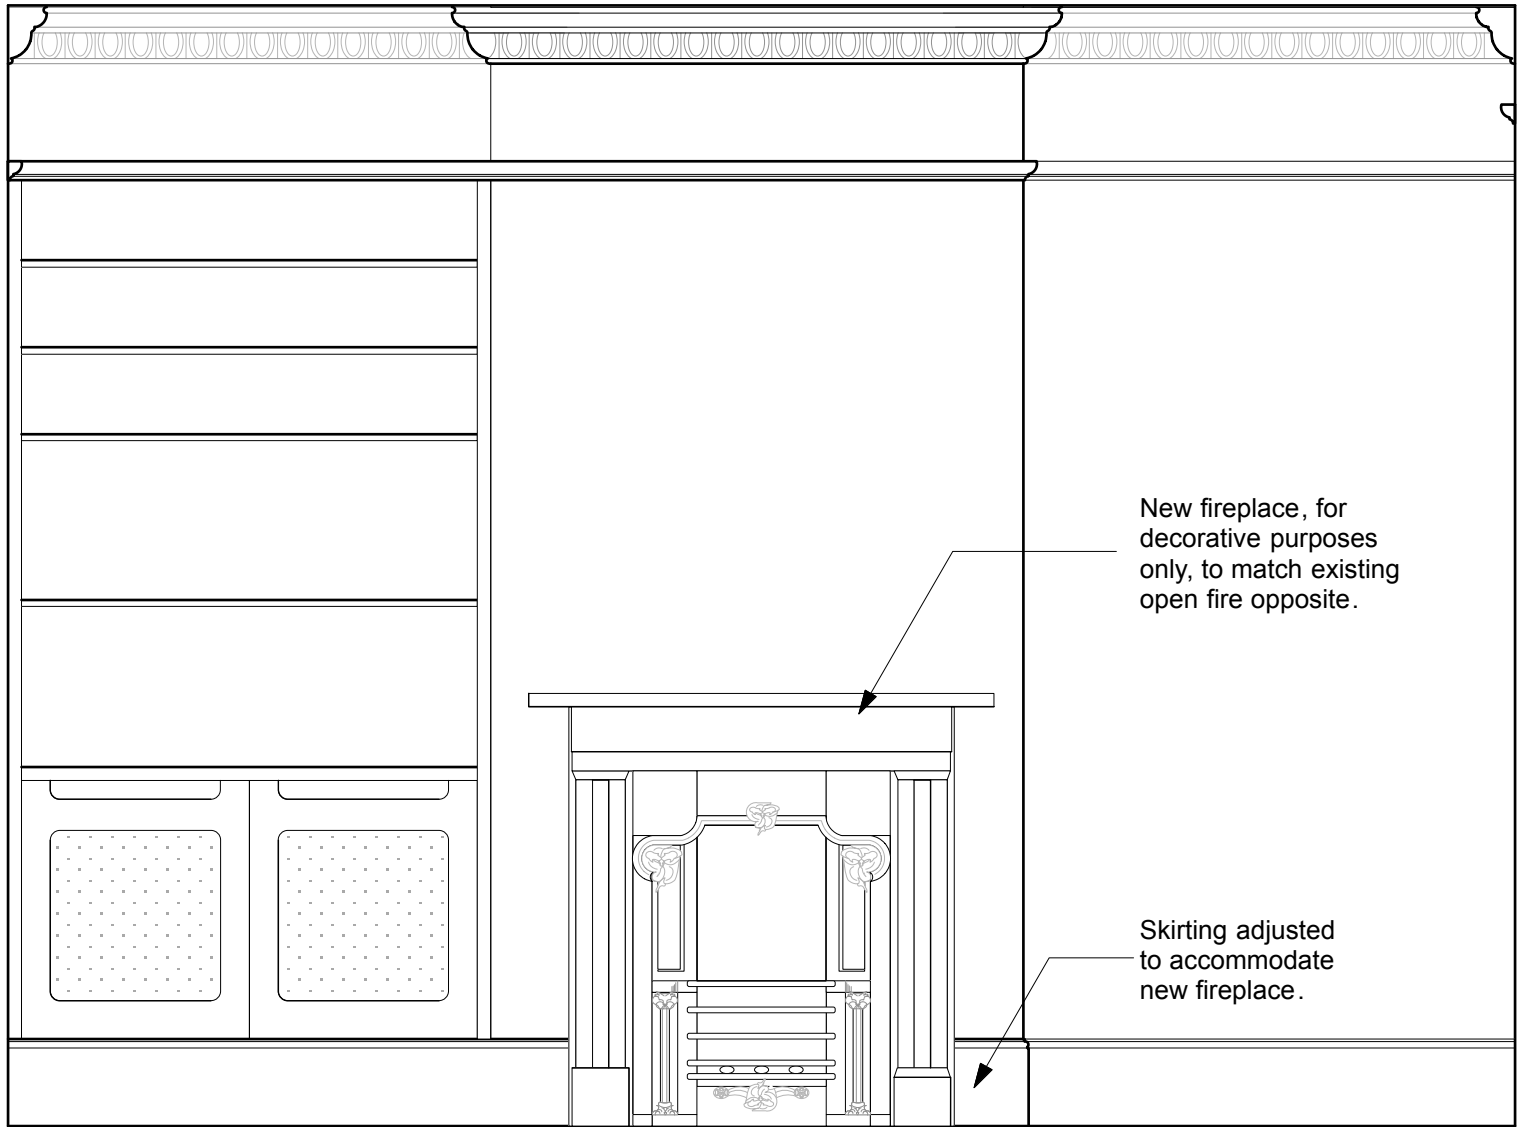 New fireplace, for
decorative purposes
only, to match existing
open fire opposite.
Skirting adjusted
to accommodate
new fireplace.